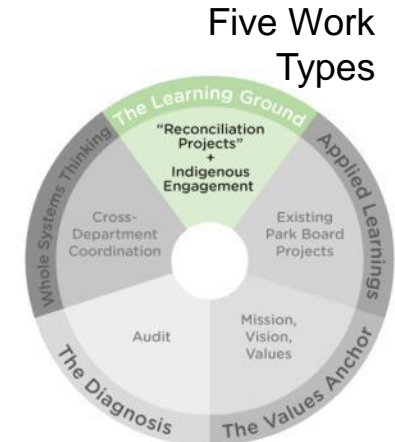 Five Work
Types
The Learning Ground
"Reconciliation
Projects"
+
Indigenous
Engagement
Applied Learnings
Existing
Park Board
Projects
The Values Anchor
Mission,
Vision,
Values
The Diagnosis
Audit
Whole Systems Thinking
Cross-
Department
Coordination